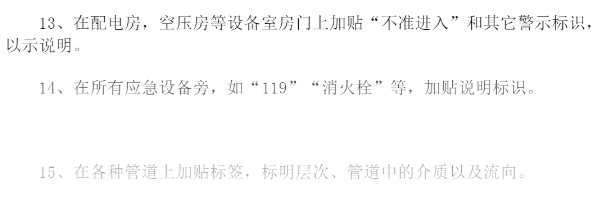 13、在配电房，空压房等设备室房门上加贴“不准进入”和其它警示标识，
以示说明。
14、在所有应急设备旁，如“119”“消火栓”等，加贴说明标识。
15、在各种管道上加贴标签，标明层次、管道中的介质以及流向。